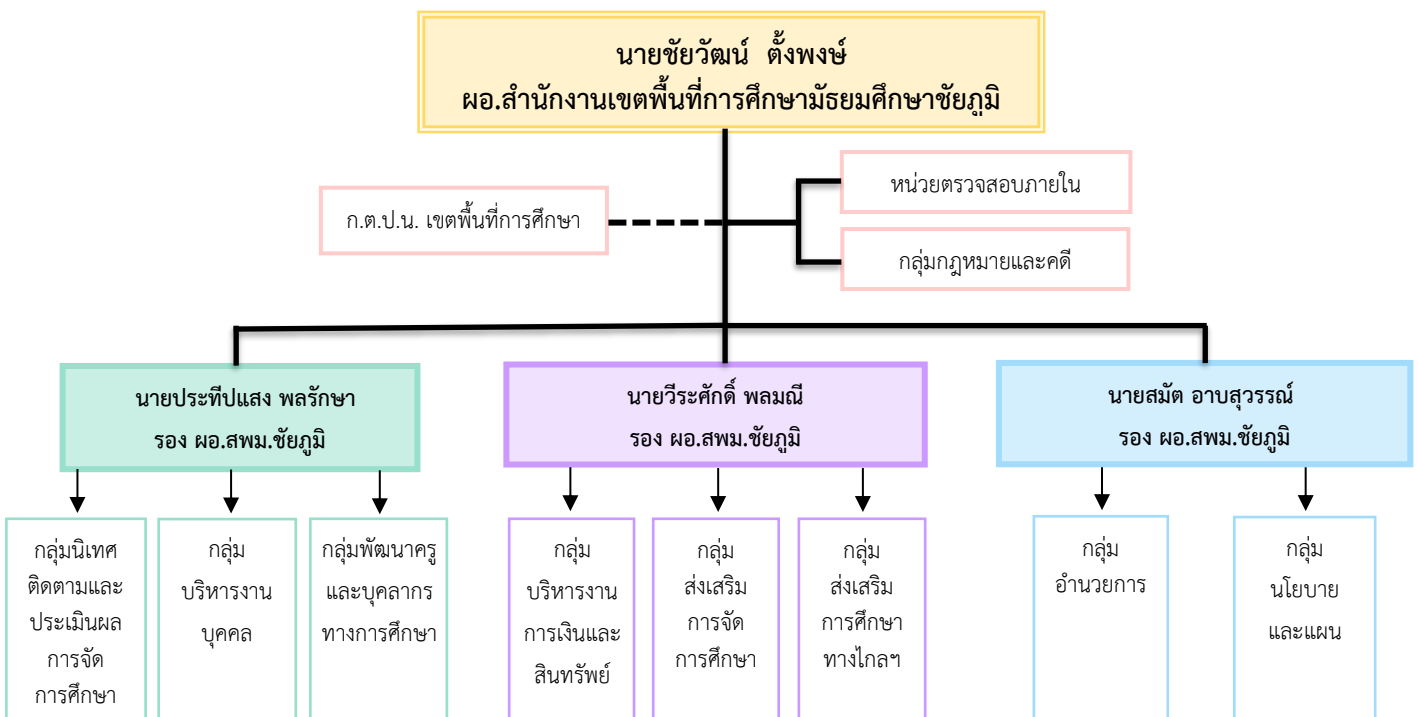 นายชัยวัฒน์ ตั้งพงษ์
ผอ.สำนักงานเขตพื้นที่การศึกษามัธยมศึกษาชัยภูมิ
หน่วยตรวจสอบภายใน
ก.ต.ป.น. เขตพื้นที่การศึกษา
กลุ่มกฎหมายและคดี
นายประทีปแสง พลรักษา
รอง ผอ.สพม.ชัยภูมิ
นายวีระศักดิ์ พลมณี
รอง ผอ.สพม.ชัยภูมิ
นายสมัต อาบสุวรรณ์
รอง ผอ.สพม.ชัยภูมิ
กลุ่มนิเทศ
ติดตามและ
ประเมินผล
การจัด
การศึกษา
กลุ่ม
บริหารงาน
บุคคล
กลุ่มพัฒนาครู
และบุคลากร
ทางการศึกษา
กลุ่ม
บริหารงาน
การเงินและ
สินทรัพย์
กลุ่ม
ส่งเสริม
การจัด
การศึกษา
กลุ่ม
ส่งเสริม
การศึกษา
ทางไกลฯ
กลุ่ม
อำนวยการ
กลุ่ม
นโยบาย
และแผน